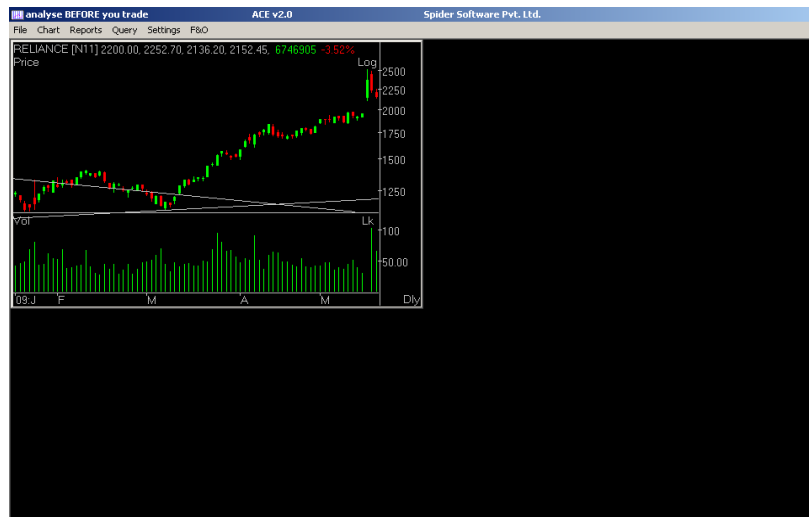 analyse BEFORE you trade ACE v2.0 Spider Software Pvt. Ltd.
File Chart Reports Query Settings F&O
RELIANCE [N11] 2200.00, 2252.70, 2136.20, 2152.45, 6746905 -3.52%
Price Log
2500
2250
2000
1750
1500
1250
Vol Lk
100
50.00
09:J F M A M Dly